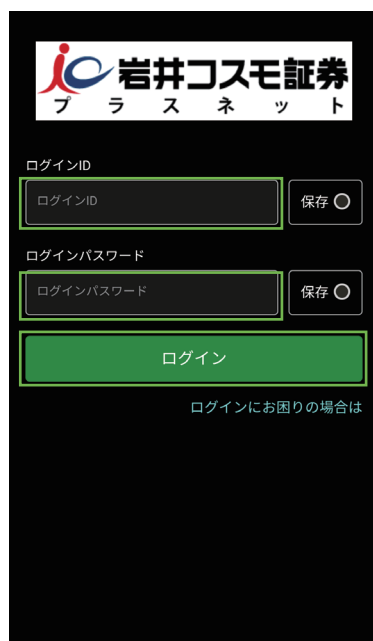 岩井コスモ証券
プラスネット
ログインID
ログインID
保存
ログインパスワード
ログインパスワード
保存
ログイン
ログインにお困りの場合は